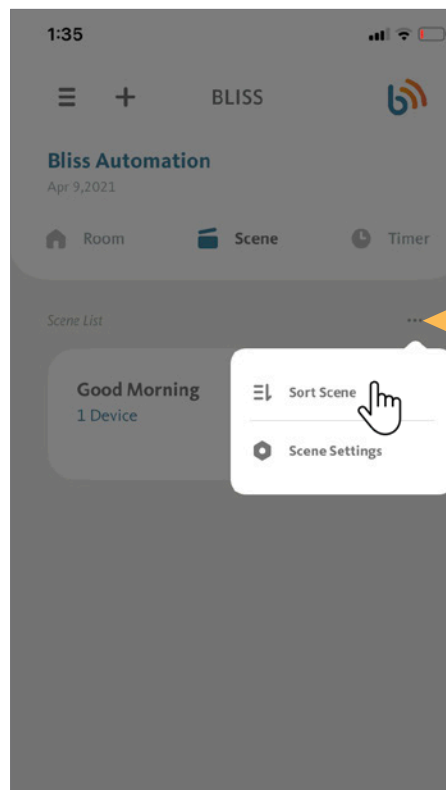 1:35
BLISS
Bliss Automation
Apr 9,2021
Room Scene Timer
Scene List
Good Morning
1 Device
Sort Scene
Scene Settings